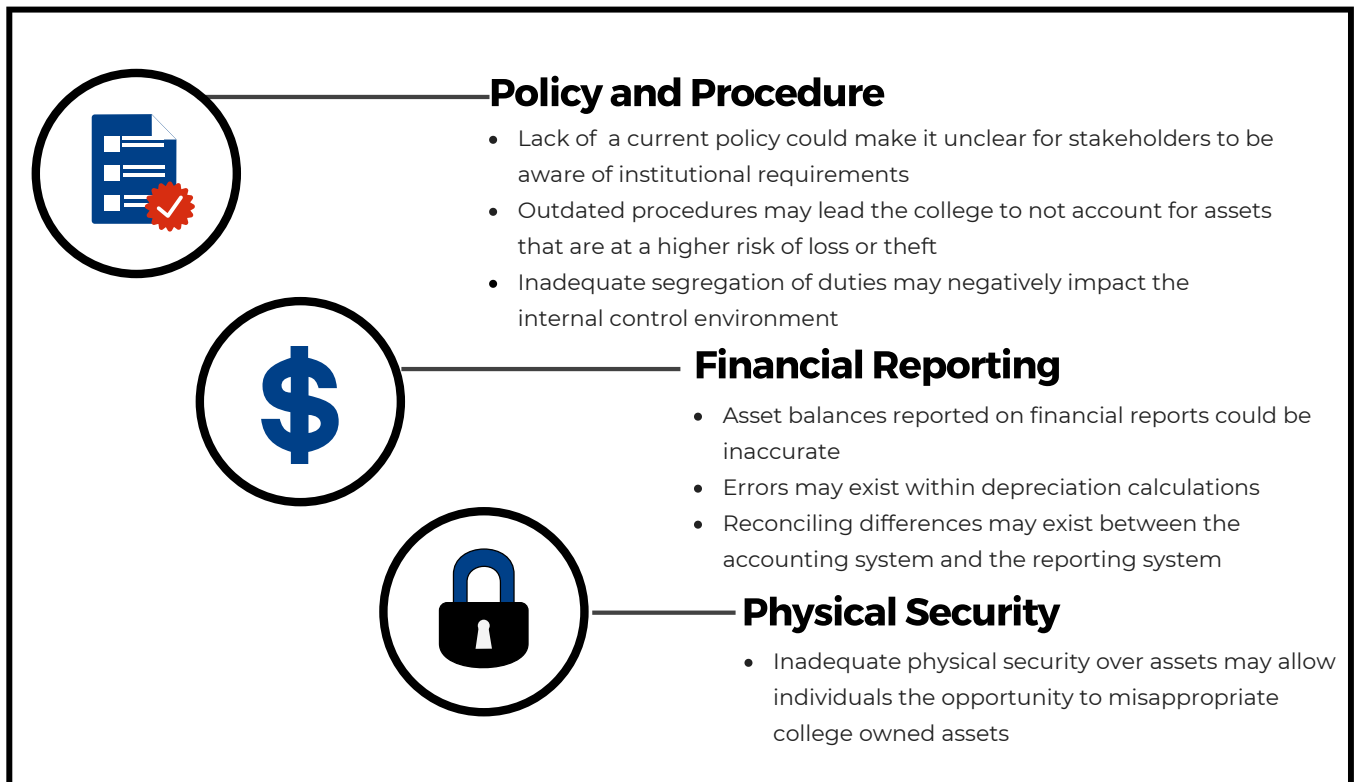 Policy and Procedure
• Lack of  a current policy could make it unclear for stakeholders to be
aware of institutional requirements
• Outdated procedures may lead the college to not account for assets
that are at a higher risk of loss or theft
• Inadequate segregation of duties may negatively impact the
internal control environment
Financial Reporting
• Asset balances reported on financial reports could be
inaccurate
• Errors may exist within depreciation calculations
• Reconciling differences may exist between the
accounting system and the reporting system
Physical Security
• Inadequate physical security over assets may allow
individuals the opportunity to misappropriate
college owned assets